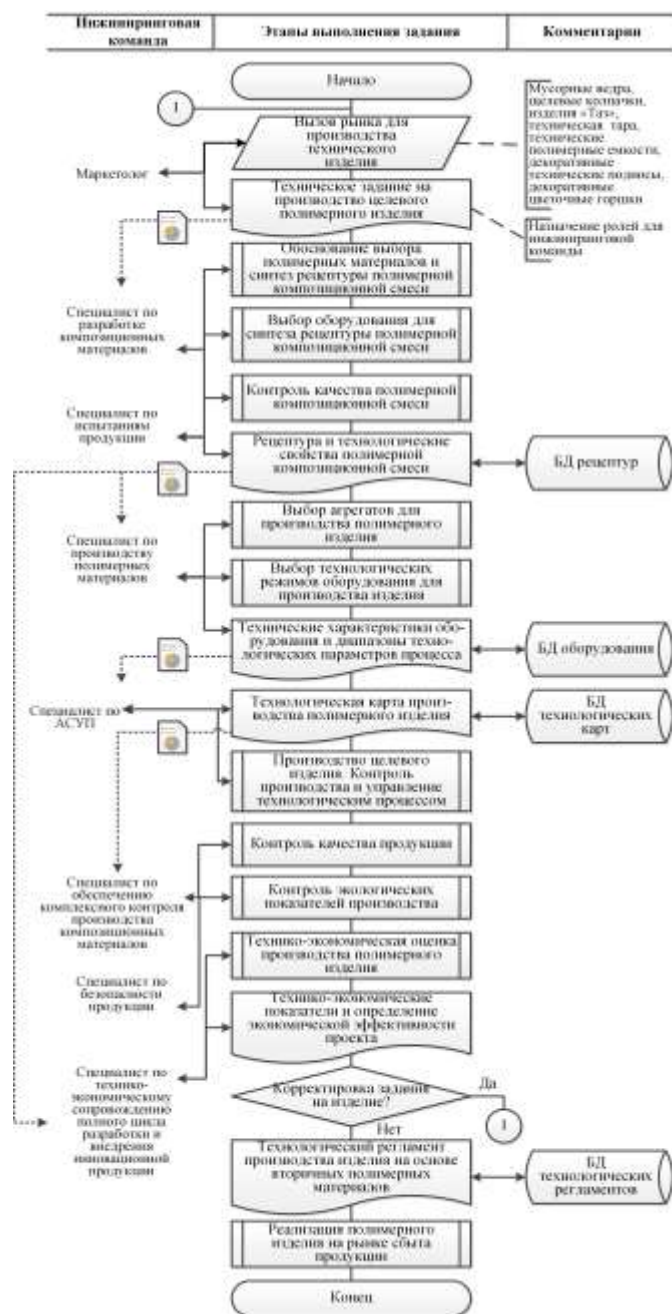 Инжиниринговая
команда
Этапы выполнения задания
Комментарии
Начало
1
Вызов рынка для
производства
технического
изделия
Мусорные ведра,
щелевые колпачки,
изделия «Таз»,
техническая тара,
технические
полимерные емкости,
декоративные
технические подносы,
декоративные
цветочные горшки
Маркетолог
Техническое задание на
производство целевого
полимерного изделия
Назначение ролей для
инжиниринговой
команды
Обоснование выбора
полимерных материалов и
синтез рецептуры полимерной
композиционной смеси
Специалист по
разработке
композиционных
материалов
Выбор оборудования для
синтеза рецептуры полимерной
композиционной смеси
Контроль качества полимерной
композиционной смеси
Специалист по
испытаниям
продукции
Рецептура и технологические
свойства полимерной
композиционной смеси
БД рецептур
Выбор агрегатов для
производства полимерного
изделия
Специалист по
производству
полимерных
материалов
Выбор технологических
режимов оборудования для
производства изделия
Технические характеристики обо-
рудования и диапазоны техно-
логических параметров процесса
БД оборудования
Специалист по
АСУП
Технологическая карта произ-
водства полимерного изделия
БД
технологических
карт
Производство целевого
изделия. Контроль
производства и управление
технологическим процессом
Контроль качества продукции
Специалист по
обеспечению
комплексного контроля
производства
композиционных
материалов
Контроль экологических
показателей производства
Технико-экономическая оценка
производства полимерного
изделия
Специалист по
безопасности
продукции
Технико-экономические
показатели и определение
экономической эффективности
проекта
Специалист по
технико-
экономическому
сопровождению
полного цикла
разработки и
внедрения
инновационной
продукции
Корректировка задания
на изделие?
Да
1
Нет
Технологический регламент
производства изделия на основе
вторичных полимерных
материалов
БД
технологических
регламентов
Реализация полимерного
изделия на рынке сбыта
продукции
Конец